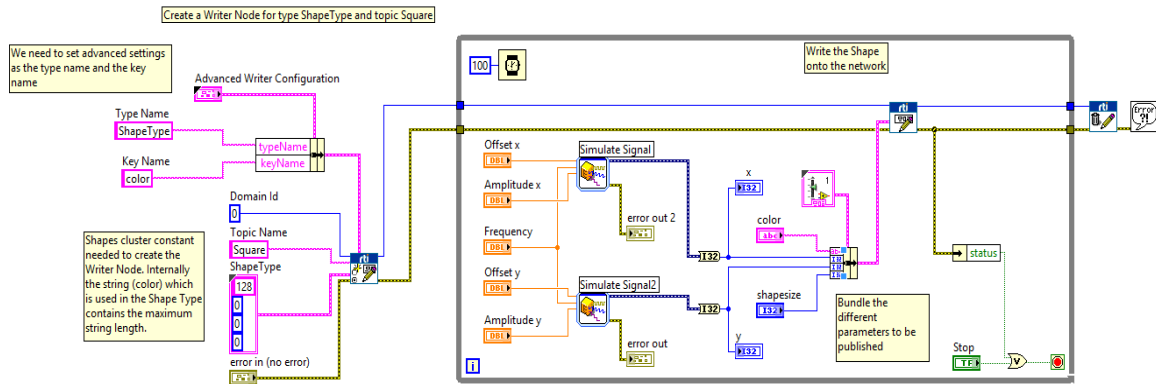 Create a Writer Node for type ShapeType and topic Square
We need to set advanced settings
as the type name and the key
name
Advanced Writer Configuration
Type Name
ShapeType
typeName
keyName
Key Name
color
Domain Id
0
Topic Name
Square
ShapeType
128
0
0
0
error in (no error)
Shapes cluster constant
needed to create the
Writer Node. Internally
the string (color) which
is used in the Shape Type
contains the maximum
string length.
rti
100
Write the Shape
onto the network
rti
rti
Error
?!
Offset x
DBL
Simulate Signal
Amplitude x
DBL
error out 2
Frequency
DBL
Offset y
DBL
Simulate Signal2
Amplitude y
DBL
error out
x
I32
1
color
abc
I32
I32
shapesize
I32
y
I32
Bundle the
different
parameters to be
published
status
Stop
TF
V
i